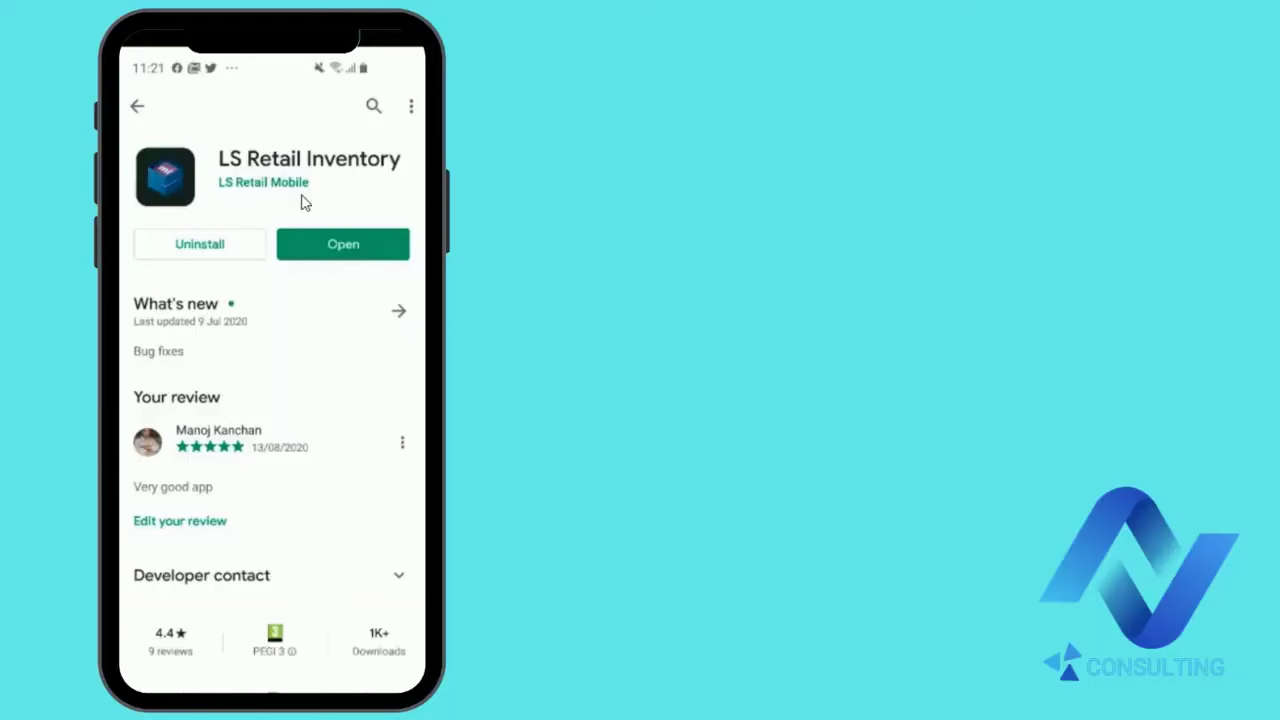 11:21
LS Retail Inventory
LS Retail Mobile
Uninstall
Open
What's new
Last updated 9 Jul 2020
Bug fixes
Your review
Manoj Kanchan
13/08/2020
Very good app
Edit your review
Developer contact
4.4★
3
1K+
9 reviews
PEGI 3
Downloads
CONSULTING